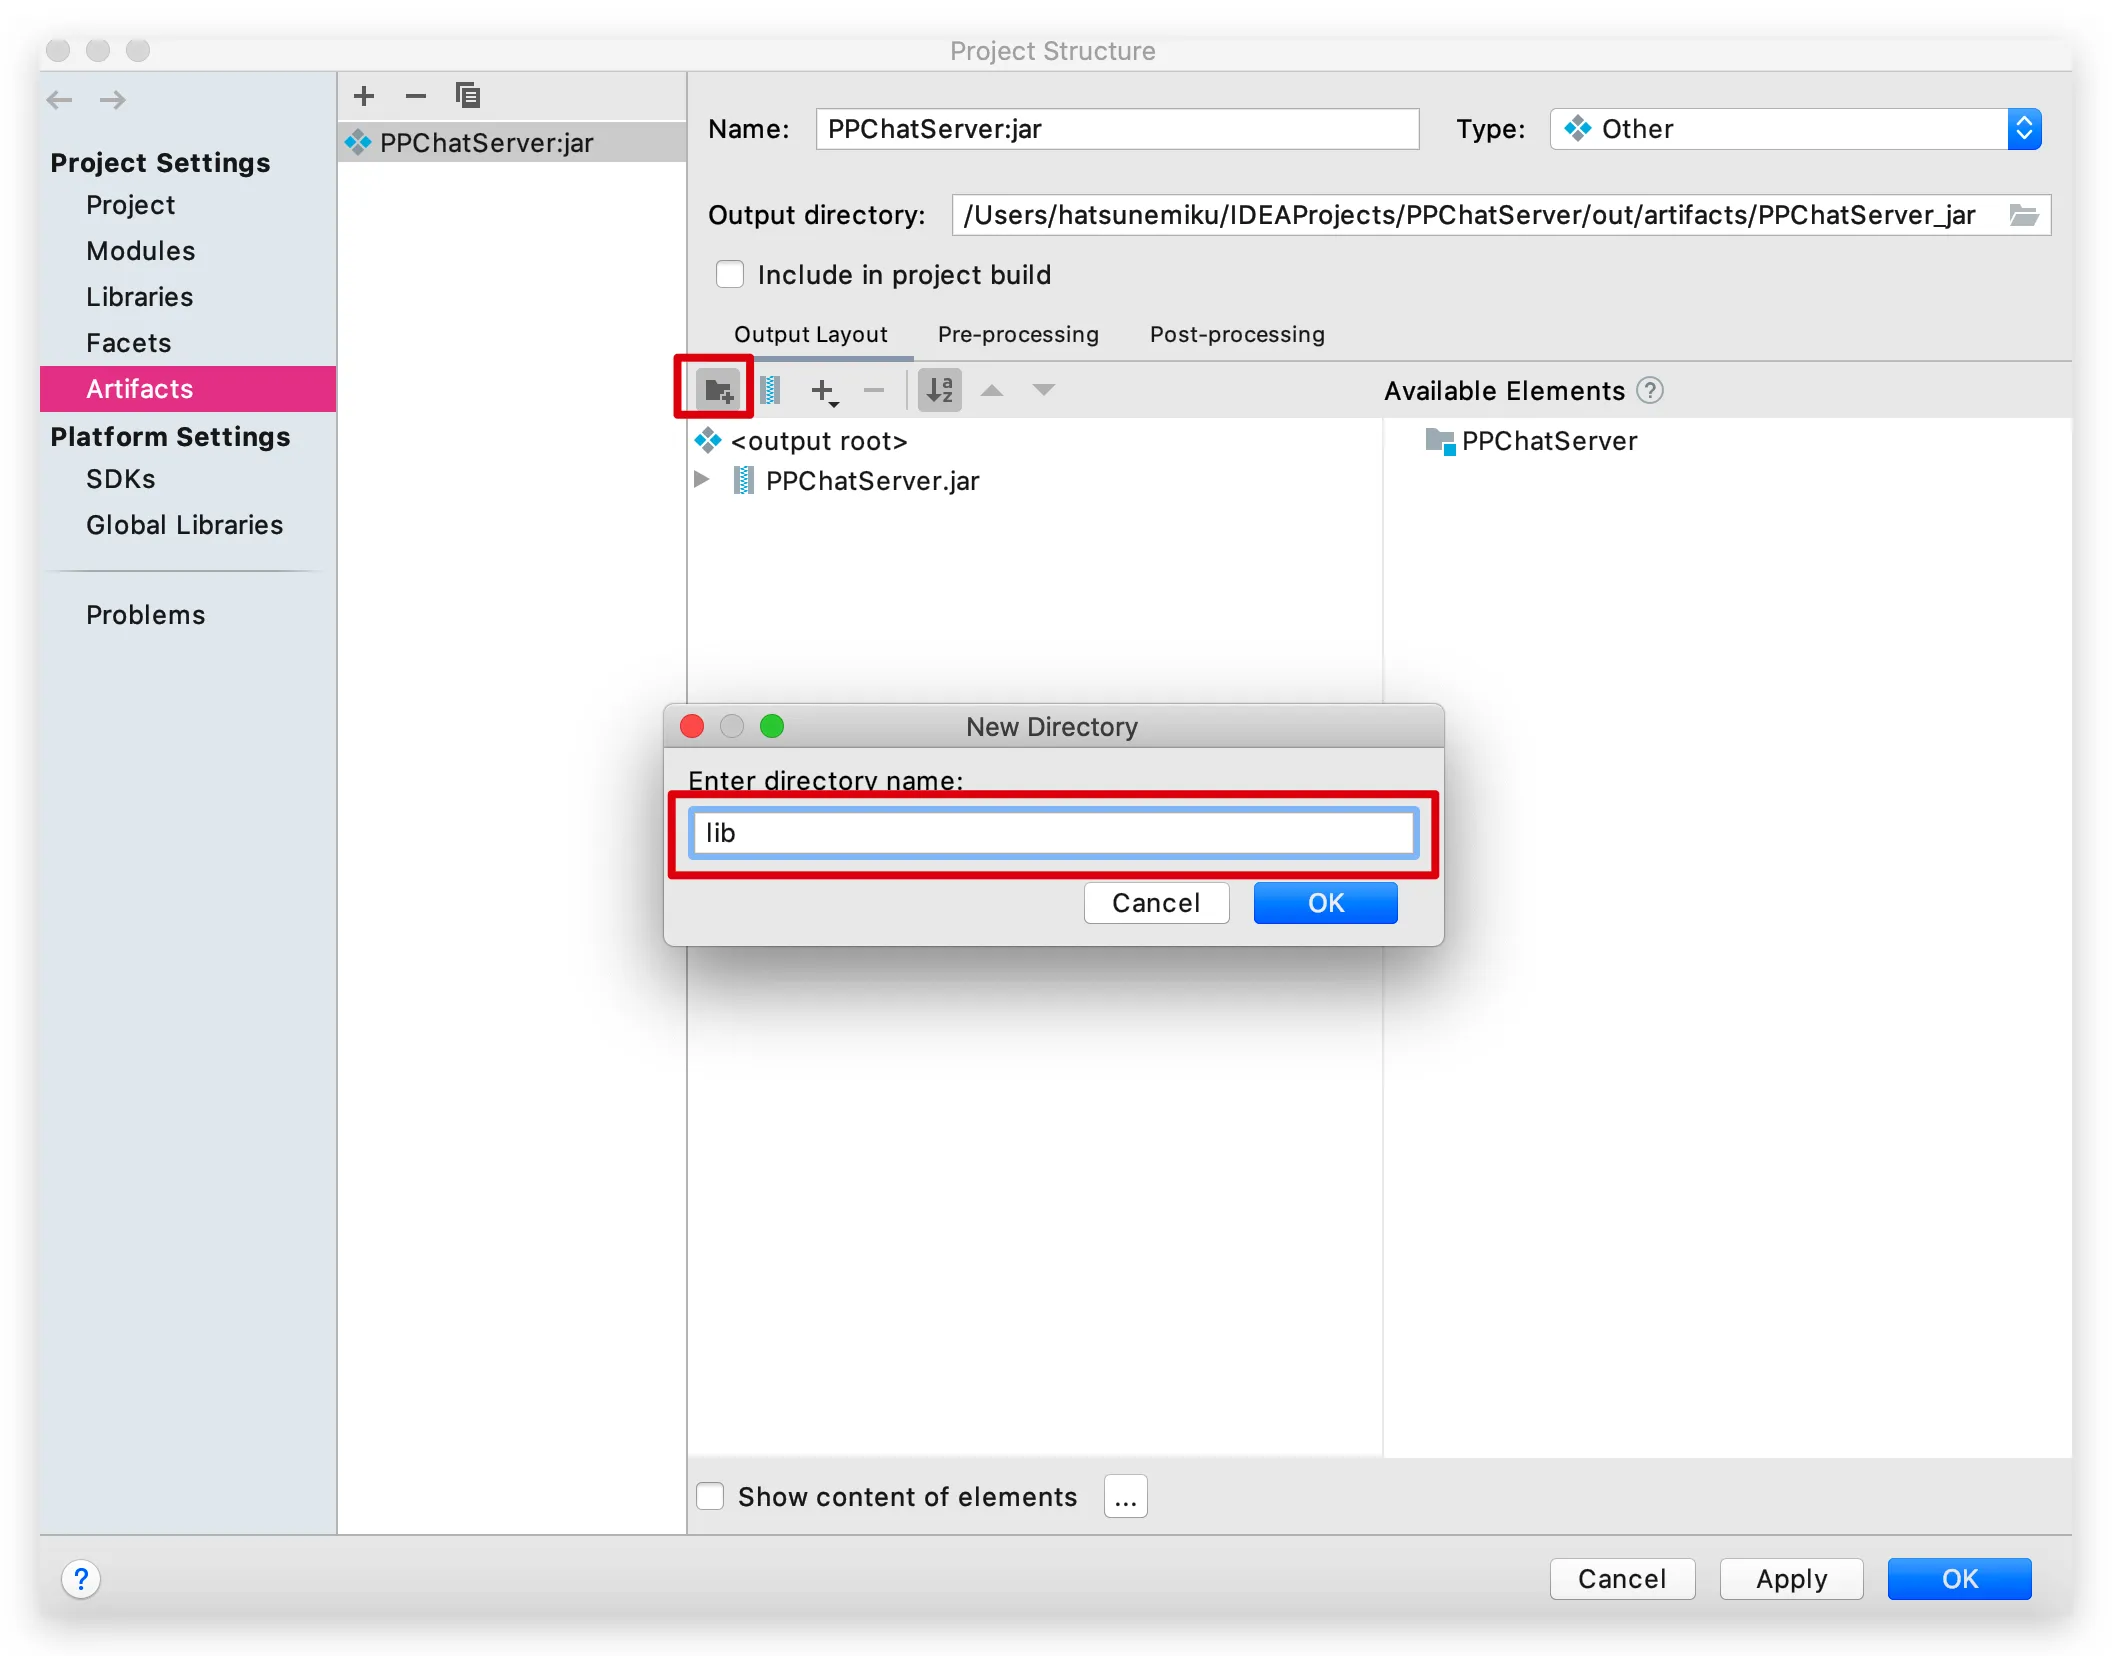 Project Structure
Project Settings
Project
Modules
Libraries
Facets
Artifacts
Platform Settings
SDKs
Global Libraries
Problems
PPChatServer:jar
Name: PPChatServer:jar Type: Other
Output directory: /Users/hatsunemiku/IDEAProjects/PPChatServer/out/artifacts/PPChatServer_jar
Include in project build
Output Layout Pre-processing Post-processing
Available Elements ?
<output root>
PPChatServer.jar
PPChatServer
New Directory
Enter directory name:
lib
Cancel OK
Show content of elements ...
? Cancel Apply OK